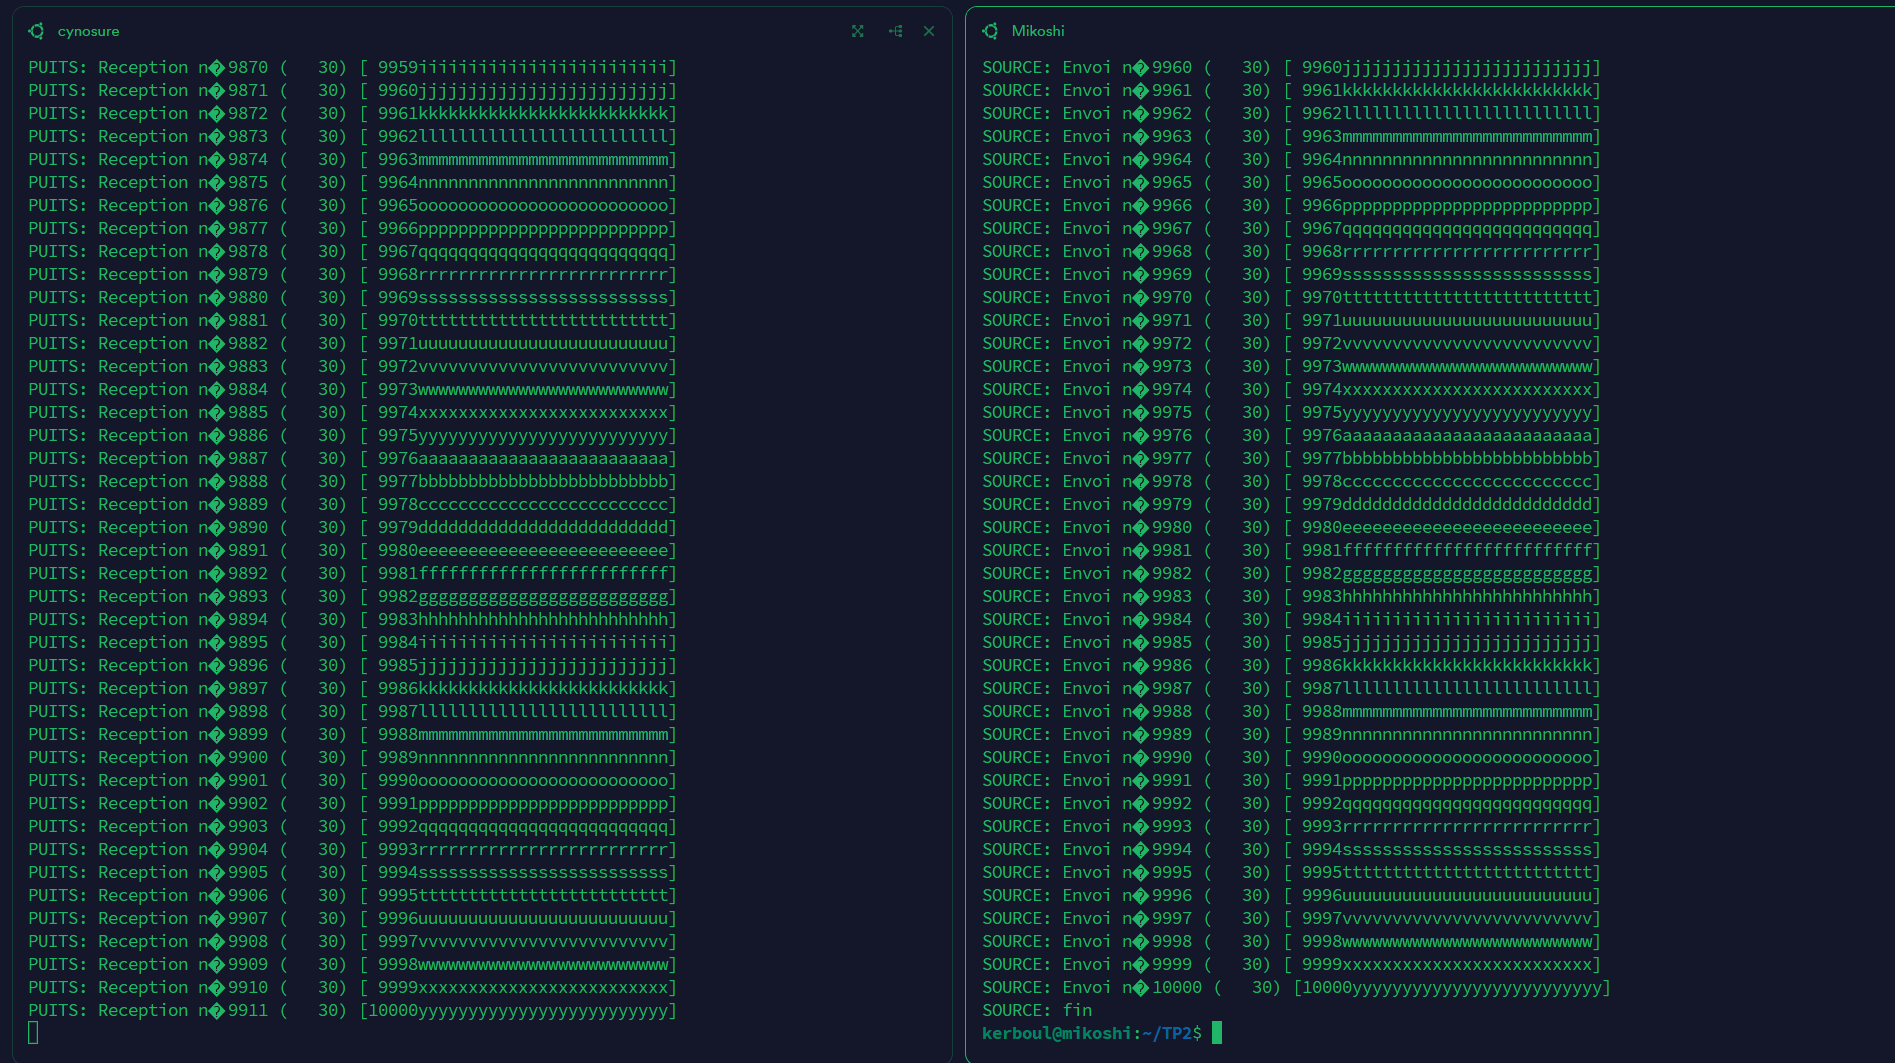 cynosure
PUITS: Reception n�9870 (   30) [ 9959iiiiiiiiiiiiiiiiiiiiiiiii]
PUITS: Reception n�9871 (   30) [ 9960jjjjjjjjjjjjjjjjjjjjjjjjj]
PUITS: Reception n�9872 (   30) [ 9961kkkkkkkkkkkkkkkkkkkkkkkkk]
PUITS: Reception n�9873 (   30) [ 9962lllllllllllllllllllllllll]
PUITS: Reception n�9874 (   30) [ 9963mmmmmmmmmmmmmmmmmmmmmmmmm]
PUITS: Reception n�9875 (   30) [ 9964nnnnnnnnnnnnnnnnnnnnnnnnn]
PUITS: Reception n�9876 (   30) [ 9965ooooooooooooooooooooooooo]
PUITS: Reception n�9877 (   30) [ 9966ppppppppppppppppppppppppp]
PUITS: Reception n�9878 (   30) [ 9967qqqqqqqqqqqqqqqqqqqqqqqqq]
PUITS: Reception n�9879 (   30) [ 9968rrrrrrrrrrrrrrrrrrrrrrrrr]
PUITS: Reception n�9880 (   30) [ 9969sssssssssssssssssssssssss]
PUITS: Reception n�9881 (   30) [ 9970ttttttttttttttttttttttttt]
PUITS: Reception n�9882 (   30) [ 9971uuuuuuuuuuuuuuuuuuuuuuuuu]
PUITS: Reception n�9883 (   30) [ 9972vvvvvvvvvvvvvvvvvvvvvvvvv]
PUITS: Reception n�9884 (   30) [ 9973wwwwwwwwwwwwwwwwwwwwwwwww]
PUITS: Reception n�9885 (   30) [ 9974xxxxxxxxxxxxxxxxxxxxxxxxx]
PUITS: Reception n�9886 (   30) [ 9975yyyyyyyyyyyyyyyyyyyyyyyyy]
PUITS: Reception n�9887 (   30) [ 9976aaaaaaaaaaaaaaaaaaaaaaaaa]
PUITS: Reception n�9888 (   30) [ 9977bbbbbbbbbbbbbbbbbbbbbbbbb]
PUITS: Reception n�9889 (   30) [ 9978ccccccccccccccccccccccccc]
PUITS: Reception n�9890 (   30) [ 9979ddddddddddddddddddddddddd]
PUITS: Reception n�9891 (   30) [ 9980eeeeeeeeeeeeeeeeeeeeeeeee]
PUITS: Reception n�9892 (   30) [ 9981fffffffffffffffffffffffff]
PUITS: Reception n�9893 (   30) [ 9982ggggggggggggggggggggggggg]
PUITS: Reception n�9894 (   30) [ 9983hhhhhhhhhhhhhhhhhhhhhhhhh]
PUITS: Reception n�9895 (   30) [ 9984iiiiiiiiiiiiiiiiiiiiiiiii]
PUITS: Reception n�9896 (   30) [ 9985jjjjjjjjjjjjjjjjjjjjjjjjj]
PUITS: Reception n�9897 (   30) [ 9986kkkkkkkkkkkkkkkkkkkkkkkkk]
PUITS: Reception n�9898 (   30) [ 9987lllllllllllllllllllllllll]
PUITS: Reception n�9899 (   30) [ 9988mmmmmmmmmmmmmmmmmmmmmmmmm]
PUITS: Reception n�9900 (   30) [ 9989nnnnnnnnnnnnnnnnnnnnnnnnn]
PUITS: Reception n�9901 (   30) [ 9990ooooooooooooooooooooooooo]
PUITS: Reception n�9902 (   30) [ 9991ppppppppppppppppppppppppp]
PUITS: Reception n�9903 (   30) [ 9992qqqqqqqqqqqqqqqqqqqqqqqqq]
PUITS: Reception n�9904 (   30) [ 9993rrrrrrrrrrrrrrrrrrrrrrrrr]
PUITS: Reception n�9905 (   30) [ 9994sssssssssssssssssssssssss]
PUITS: Reception n�9906 (   30) [ 9995ttttttttttttttttttttttttt]
PUITS: Reception n�9907 (   30) [ 9996uuuuuuuuuuuuuuuuuuuuuuuuu]
PUITS: Reception n�9908 (   30) [ 9997vvvvvvvvvvvvvvvvvvvvvvvvv]
PUITS: Reception n�9909 (   30) [ 9998wwwwwwwwwwwwwwwwwwwwwwwww]
PUITS: Reception n�9910 (   30) [ 9999xxxxxxxxxxxxxxxxxxxxxxxxx]
PUITS: Reception n�9911 (   30) [10000yyyyyyyyyyyyyyyyyyyyyyyyy]
Mikoshi
SOURCE: Envoi n�9960 (   30) [ 9960jjjjjjjjjjjjjjjjjjjjjjjjj]
SOURCE: Envoi n�9961 (   30) [ 9961kkkkkkkkkkkkkkkkkkkkkkkkk]
SOURCE: Envoi n�9962 (   30) [ 9962lllllllllllllllllllllllll]
SOURCE: Envoi n�9963 (   30) [ 9963mmmmmmmmmmmmmmmmmmmmmmmmm]
SOURCE: Envoi n�9964 (   30) [ 9964nnnnnnnnnnnnnnnnnnnnnnnnn]
SOURCE: Envoi n�9965 (   30) [ 9965ooooooooooooooooooooooooo]
SOURCE: Envoi n�9966 (   30) [ 9966ppppppppppppppppppppppppp]
SOURCE: Envoi n�9967 (   30) [ 9967qqqqqqqqqqqqqqqqqqqqqqqqq]
SOURCE: Envoi n�9968 (   30) [ 9968rrrrrrrrrrrrrrrrrrrrrrrrr]
SOURCE: Envoi n�9969 (   30) [ 9969sssssssssssssssssssssssss]
SOURCE: Envoi n�9970 (   30) [ 9970ttttttttttttttttttttttttt]
SOURCE: Envoi n�9971 (   30) [ 9971uuuuuuuuuuuuuuuuuuuuuuuuu]
SOURCE: Envoi n�9972 (   30) [ 9972vvvvvvvvvvvvvvvvvvvvvvvvv]
SOURCE: Envoi n�9973 (   30) [ 9973wwwwwwwwwwwwwwwwwwwwwwwww]
SOURCE: Envoi n�9974 (   30) [ 9974xxxxxxxxxxxxxxxxxxxxxxxxx]
SOURCE: Envoi n�9975 (   30) [ 9975yyyyyyyyyyyyyyyyyyyyyyyyy]
SOURCE: Envoi n�9976 (   30) [ 9976aaaaaaaaaaaaaaaaaaaaaaaaa]
SOURCE: Envoi n�9977 (   30) [ 9977bbbbbbbbbbbbbbbbbbbbbbbbb]
SOURCE: Envoi n�9978 (   30) [ 9978ccccccccccccccccccccccccc]
SOURCE: Envoi n�9979 (   30) [ 9979ddddddddddddddddddddddddd]
SOURCE: Envoi n�9980 (   30) [ 9980eeeeeeeeeeeeeeeeeeeeeeeee]
SOURCE: Envoi n�9981 (   30) [ 9981fffffffffffffffffffffffff]
SOURCE: Envoi n�9982 (   30) [ 9982ggggggggggggggggggggggggg]
SOURCE: Envoi n�9983 (   30) [ 9983hhhhhhhhhhhhhhhhhhhhhhhhh]
SOURCE: Envoi n�9984 (   30) [ 9984iiiiiiiiiiiiiiiiiiiiiiiii]
SOURCE: Envoi n�9985 (   30) [ 9985jjjjjjjjjjjjjjjjjjjjjjjjj]
SOURCE: Envoi n�9986 (   30) [ 9986kkkkkkkkkkkkkkkkkkkkkkkkk]
SOURCE: Envoi n�9987 (   30) [ 9987lllllllllllllllllllllllll]
SOURCE: Envoi n�9988 (   30) [ 9988mmmmmmmmmmmmmmmmmmmmmmmmm]
SOURCE: Envoi n�9989 (   30) [ 9989nnnnnnnnnnnnnnnnnnnnnnnnn]
SOURCE: Envoi n�9990 (   30) [ 9990ooooooooooooooooooooooooo]
SOURCE: Envoi n�9991 (   30) [ 9991ppppppppppppppppppppppppp]
SOURCE: Envoi n�9992 (   30) [ 9992qqqqqqqqqqqqqqqqqqqqqqqqq]
SOURCE: Envoi n�9993 (   30) [ 9993rrrrrrrrrrrrrrrrrrrrrrrrr]
SOURCE: Envoi n�9994 (   30) [ 9994sssssssssssssssssssssssss]
SOURCE: Envoi n�9995 (   30) [ 9995ttttttttttttttttttttttttt]
SOURCE: Envoi n�9996 (   30) [ 9996uuuuuuuuuuuuuuuuuuuuuuuuu]
SOURCE: Envoi n�9997 (   30) [ 9997vvvvvvvvvvvvvvvvvvvvvvvvv]
SOURCE: Envoi n�9998 (   30) [ 9998wwwwwwwwwwwwwwwwwwwwwwwww]
SOURCE: Envoi n�9999 (   30) [ 9999xxxxxxxxxxxxxxxxxxxxxxxxx]
SOURCE: Envoi n�10000 (   30) [10000yyyyyyyyyyyyyyyyyyyyyyyyy]
SOURCE: fin
kerboul@mikoshi:~/TP2$